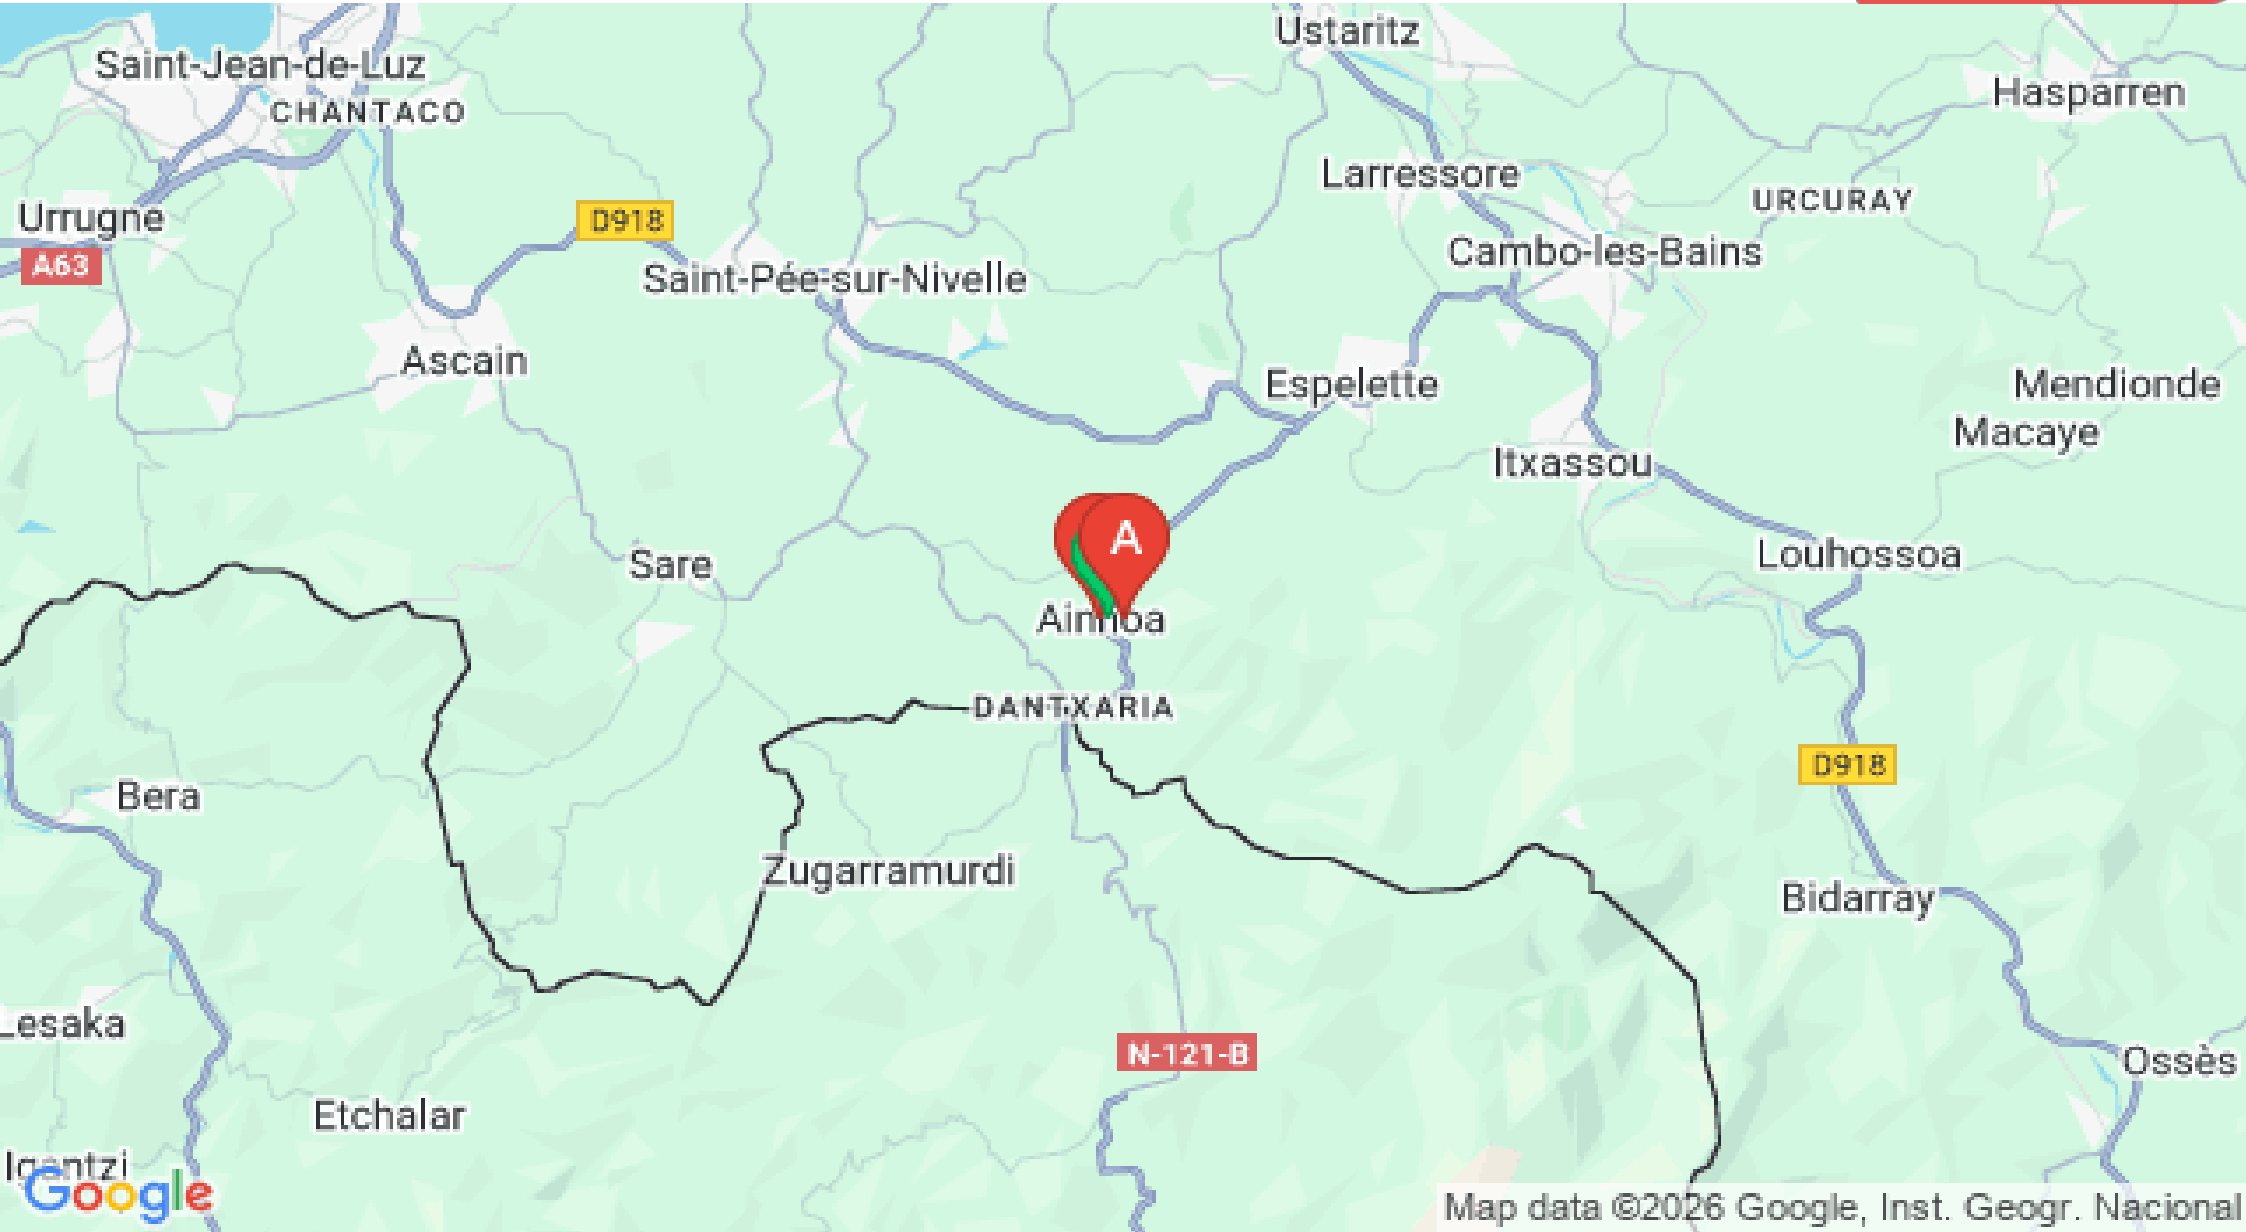 Ustaritz
Saint-Jean-de-Luz
CHANTACO
Hasparren
Larressore
URCURAY
Urrugne
D918
A63
Cambo-les-Bains
Saint-Pée-sur-Nivelle
Ascain
Espelette
Mendionde
Macaye
Itxassou
A
Louhossoa
Sare
Ainhoa
DANTXARIA
D918
Bera
Zugarramurdi
Bidarray
Lesaka
N-121-B
Ossès
Etchalar
Igantzi
Google
Map data ©2026 Google, Inst. Geogr. Nacional